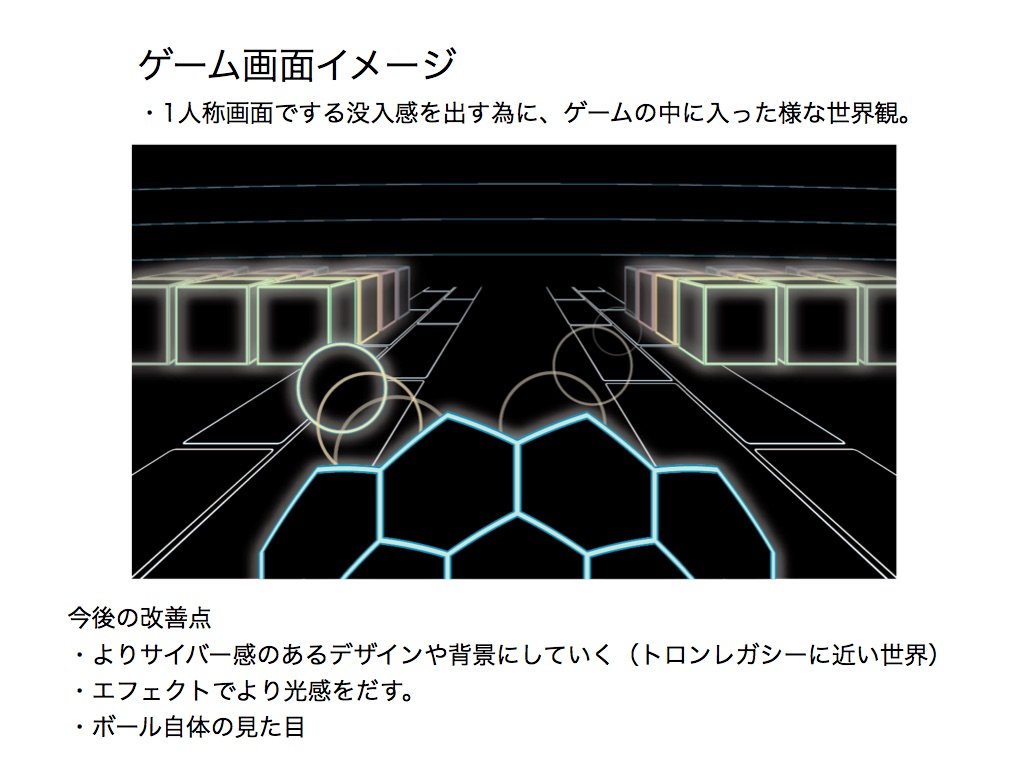 ゲーム画面イメージ
・1人称画面でする没入感を出す為に、ゲームの中に入った様な世界観。
今後の改善点
・よりサイバー感のあるデザインや背景にしていく（トロンレガシーに近い世界）
・エフェクトでより光感をだす。
・ボール自体の見た目